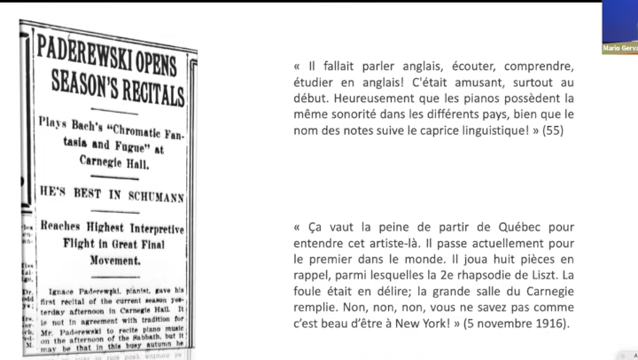 PADEREWSKI OPENS
SEASON'S RECITALS
Plays Bach's "Chromatic Fan-
tasia and Fugue" at
Carnegie Hall.
HE'S BEST IN SCHUMANN
Reaches Highest Interpretive
Flight in Great Final
Movement.
Ignace Paderewski, pianist, gave his
first recital of the current season yes-
terday afternoon in Carnegie Hall. It
is not in agreement with tradition for
Mr. Paderewski to recite piano music
on the afternoon of the Sabbath, but it
may be that in this busy autumn he
« Il fallait parler anglais, écouter, comprendre,
étudier en anglais! C'était amusant, surtout au
début. Heureusement que les pianos possèdent la
même sonorité dans les différents pays, bien que le
nom des notes suive le caprice linguistique! » (55)
« Ça vaut la peine de partir de Québec pour
entendre cet artiste-là. Il passe actuellement pour
le premier dans le monde. Il joua huit pièces en
rappel, parmi lesquelles la 2e rhapsodie de Liszt. La
foule était en délire; la grande salle du Carnegie
remplie. Non, non, non, vous ne savez pas comme
c'est beau d'être à New York! » (5 novembre 1916).
Mario Gerva